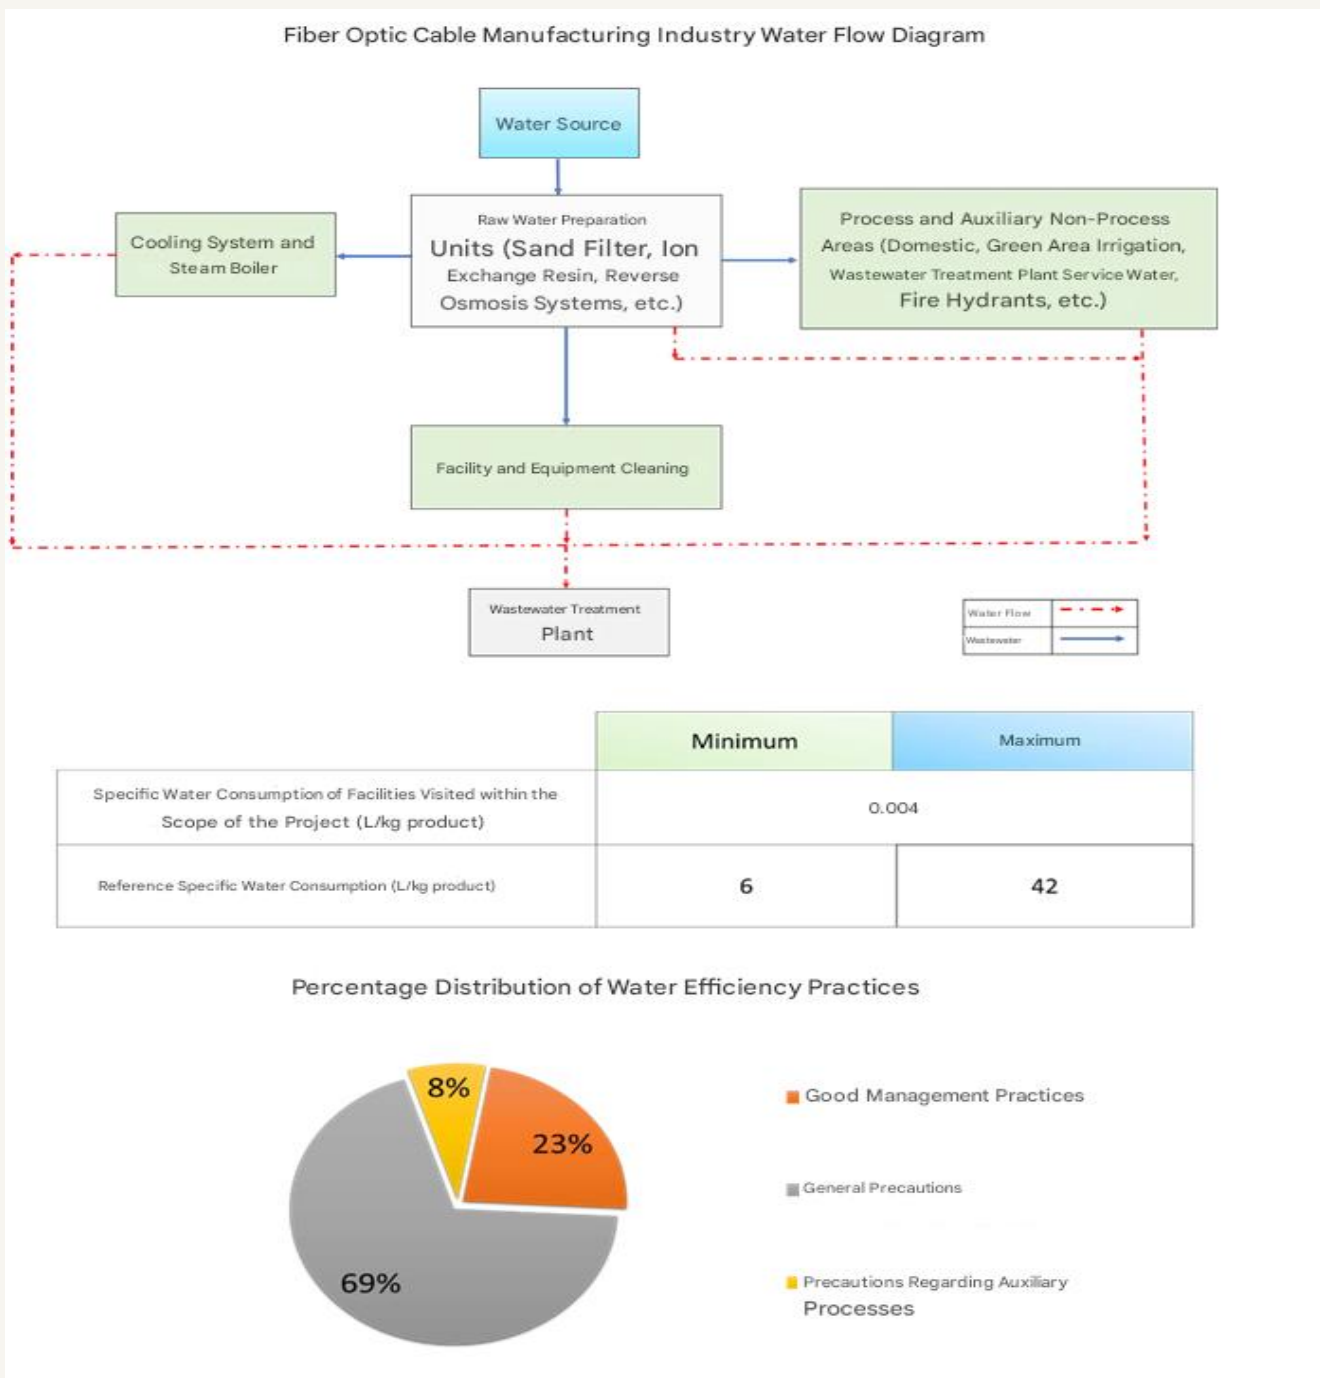 Fiber Optic Cable Manufacturing Industry Water Flow Diagram
Water Source
Raw Water Preparation
Units (Sand Filter, Ion
Exchange Resin, Reverse
Osmosis Systems, etc.)
Cooling System and
Steam Boiler
Process and Auxiliary Non-Process
Areas (Domestic, Green Area Irrigation,
Wastewater Treatment Plant Service Water,
Fire Hydrants, etc.)
Facility and Equipment Cleaning
Wastewater Treatment
Plant
Water Flow
Wastewater
Minimum
Maximum
Specific Water Consumption of Facilities Visited within the
Scope of the Project (L/kg product)
0.004
Reference Specific Water Consumption (L/kg product)
6
42
Percentage Distribution of Water Efficiency Practices
8%
23%
69%
Good Management Practices
General Precautions
Precautions Regarding Auxiliary
Processes